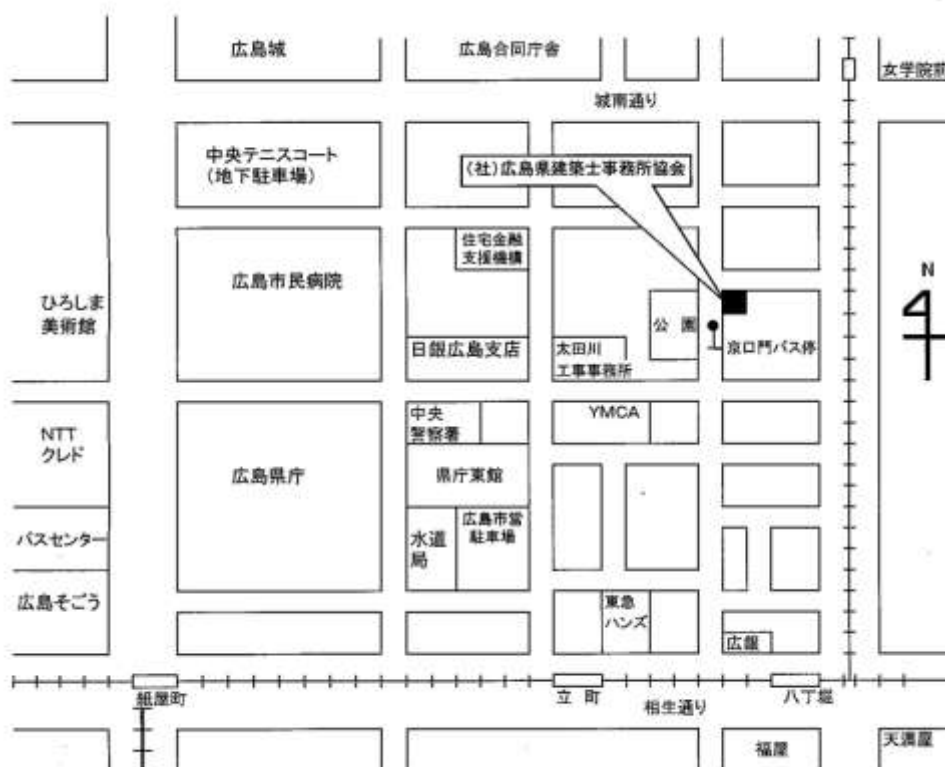 広島城
広島合同庁舎
女学院前
城南通り
中央テニスコート
(地下駐車場)
(社)広島県建築士事務所協会
住宅金融
支援機構
広島市民病院
N
ひろしま
美術館
公園
日銀広島支店
太田川
工事事務所
京口門バス停
中央
警察署
YMCA
NTT
クレド
広島県庁
県庁東館
広島市営
駐車場
水道
局
バスセンター
広島そごう
東急
ハンズ
広銀
紙屋町
立町
相生通り
八丁堀
福屋
天満屋